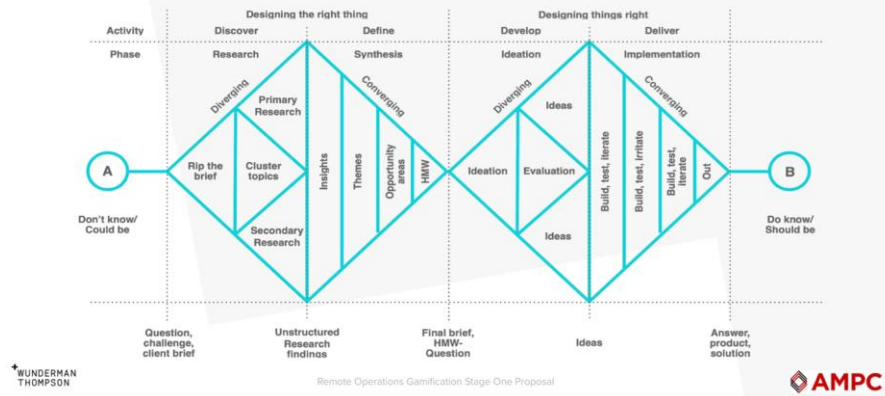 Designing the right thing
Designing things right
Activity
Discover
Define
Develop
Deliver
Phase
Research
Synthesis
Ideation
Implementation
Diverging
Primary
Research
Converging
Rip the
brief
Cluster
topics
Secondary
Research
Insights
Themes
Opportunity
areas
HMW
Diverging
Ideas
Converging
Ideation
Evaluation
Ideas
Build, test, iterate
Build, test, irritate
Build, test,
iterate
Out
A
Don't know/
Could be
B
Do know/
Should be
Question,
challenge,
client brief
Unstructured
Research
findings
Final brief,
HMW-
Question
Ideas
Answer,
product,
solution
+WUNDERMAN
THOMPSON
Remote Operations Gamification Stage One Proposal
AMPC